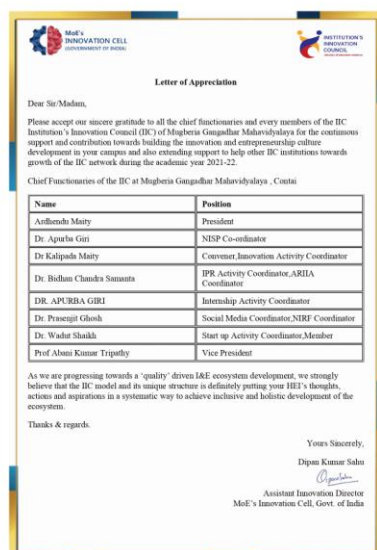 MoE's
INNOVATION CELL
(GOVERNMENT OF INDIA)
INSTITUTION'S
INNOVATION
COUNCIL
Letter of Appreciation
Dear Sir/Madam,
Please accept our sincere gratitude to all the chief functionaries and every members of the IIC
Institution's Innovation Council (IIC) of Mugberia Gangadhar Mahavidyalaya for the continuous
support and contribution towards building the innovation and entrepreneurship culture
development in your campus and also extending support to help other IIC institutions towards
growth of the IIC network during the academic year 2021-22.
Chief Functionaries of the IIC at Mugberia Gangadhar Mahavidyalaya , Contai
Name Position
Ardhendu Maity President
Dr. Apurba Giri NISP Co-ordinator
Dr Kalipada Maity Convener,Innovation Activity Coordinator
Dr. Bidhan Chandra Samanta IPR Activity Coordinator,ARIIA
Coordinator
DR. APURBA GIRI Internship Activity Coordinator
Dr. Prasenjit Ghosh Social Media Coordinator,NIRF Coordinator
Dr. Wadut Shaikh Start up Activity Coordinator,Member
Prof Abani Kumar Tripathy Vice President
As we are progressing towards a 'quality' driven I&E ecosystem development, we strongly
believe that the IIC model and its unique structure is definitely putting your HEI's thoughts,
actions and aspirations in a systematic way to achieve inclusive and holistic development of the
ecosystem.
Thanks & regards.
Yours Sincerely,
Dipan Kumar Sahu
Assistant Innovation Director
MoE's Innovation Cell, Govt. of India